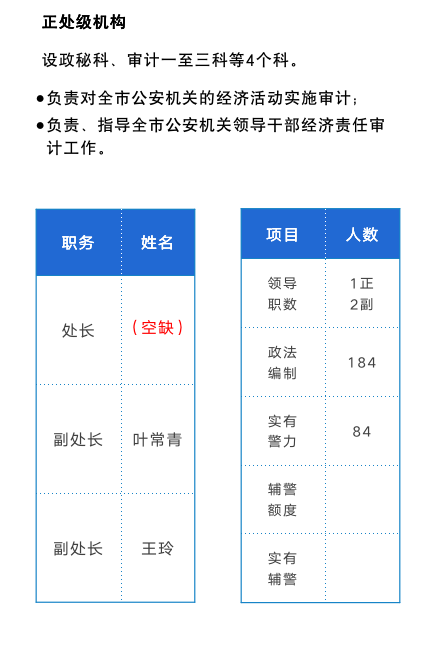 正处级机构
设政秘科、审计一至三科等4个科。
●负责对全市公安机关的经济活动实施审计；
●负责、指导全市公安机关领导干部经济责任审
计工作。
职务 姓名
处长 （空缺）
副处长 叶常青
副处长 王玲
项目 人数
领导
职数
1正
2副
政法
编制
184
实有
警力
84
辅警
额度
实有
辅警